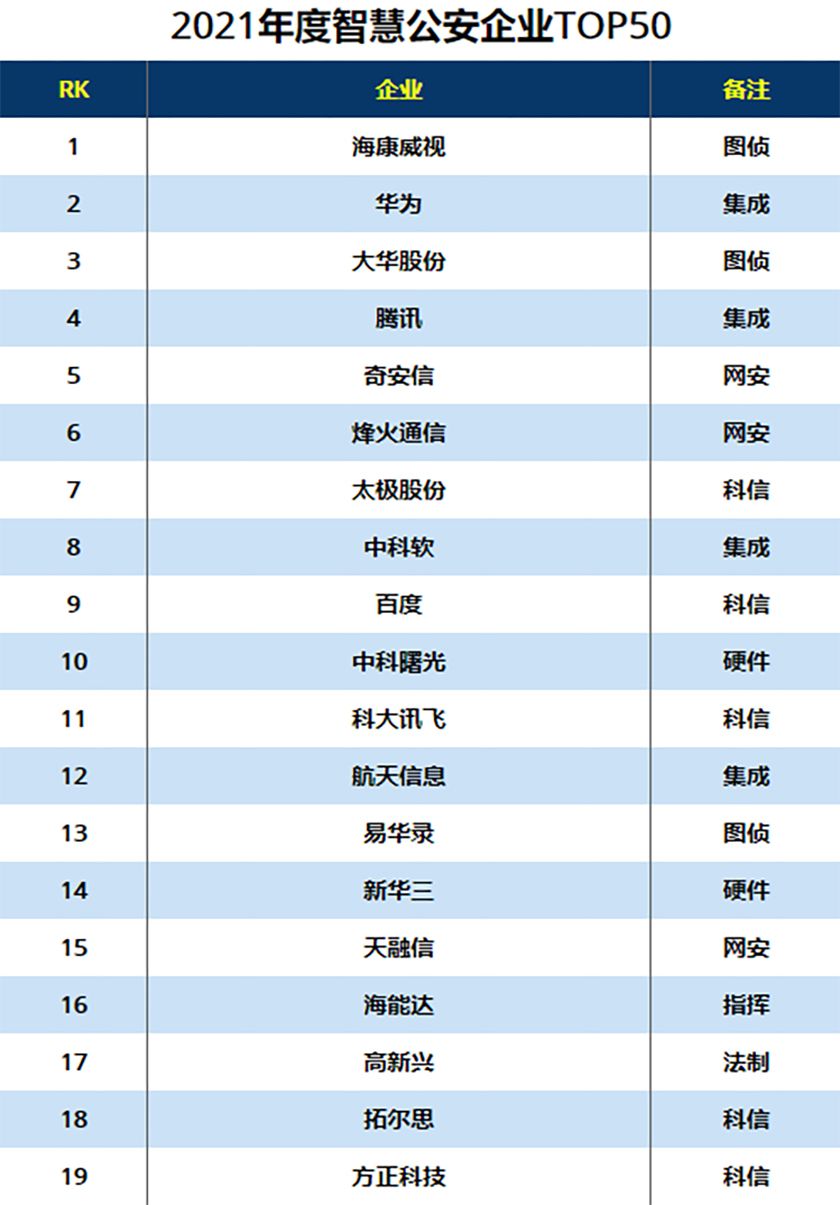 2021年度智慧公安企业TOP50
RK 企业 备注
1 海康威视 图侦
2 华为 集成
3 大华股份 图侦
4 腾讯 集成
5 奇安信 网安
6 烽火通信 网安
7 太极股份 科信
8 中科软 集成
9 百度 科信
10 中科曙光 硬件
11 科大讯飞 科信
12 航天信息 集成
13 易华录 图侦
14 新华三 硬件
15 天融信 网安
16 海能达 指挥
17 高新兴 法制
18 拓尔思 科信
19 方正科技 科信